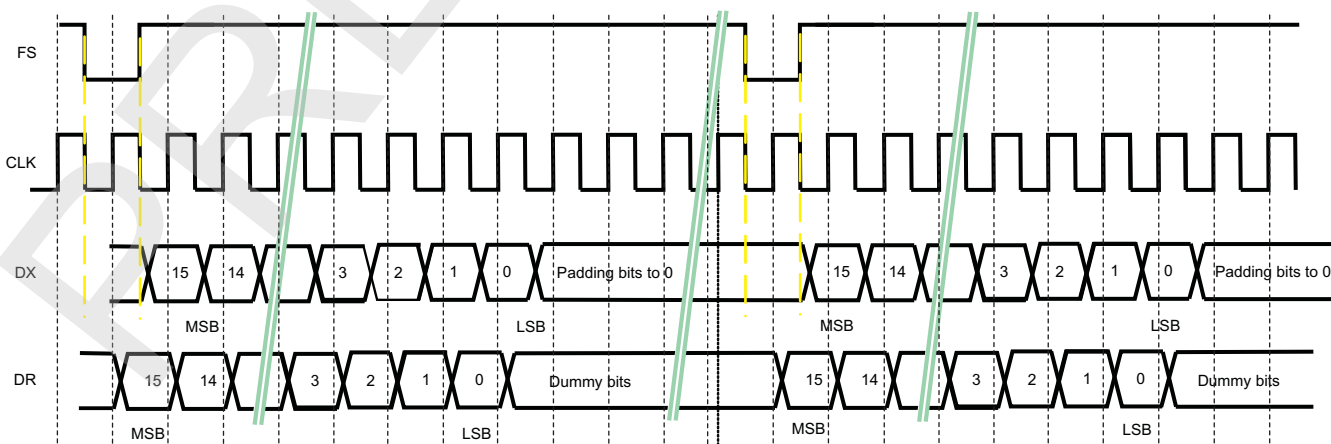 FS
CLK
DX 15 14 3 2 1 0 Padding bits to 0 15 14 3 2 1 0 Padding bits to 0
MSB LSB MSB LSB
DR 15 14 3 2 1 0 Dummy bits 15 14 3 2 1 0 Dummy bits
MSB LSB MSB LSB